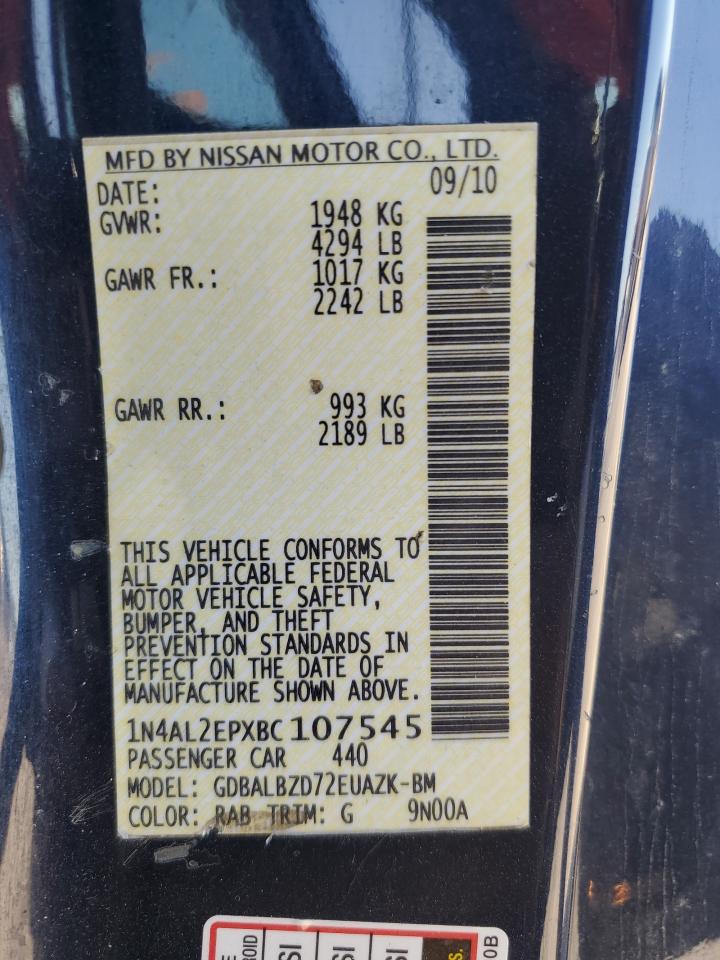 MFD BY NISSAN MOTOR CO., LTD.
DATE: 09/10
GVWR: 1948 KG
4294 LB
GAWR FR.: 1017 KG
2242 LB
GAWR RR.: 993 KG
2189 LB
THIS VEHICLE CONFORMS TO
ALL APPLICABLE FEDERAL
MOTOR VEHICLE SAFETY,
BUMPER, AND THEFT
PREVENTION STANDARDS IN
EFFECT ON THE DATE OF
MANUFACTURE SHOWN ABOVE.
1N4AL2EPXBC107545
PASSENGER CAR 440
MODEL: GDBALBZD72EUAZK-BM
COLOR: RAB TRIM: G 9N00A